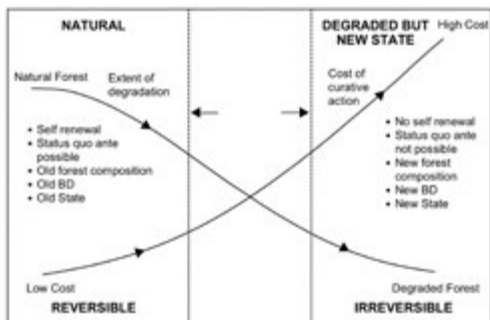 NATURAL
DEGRADED BUT
NEW STATE
High Cost
Natural Forest
Extent of
degradation
Cost of
curative
action
• Self renewal
• Status quo ante
possible
• Old forest composition
• Old BD
• Old State
• No self renewal
• Status quo ante
not possible
• New forest
composition
• New BD
• New State
Low Cost
Degraded Forest
REVERSIBLE
IRREVERSIBLE